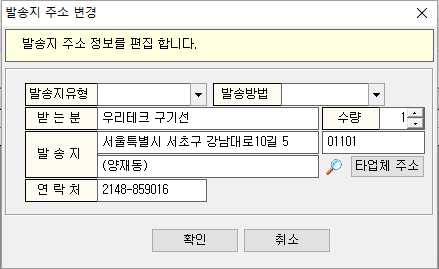 발송지 주소 변경
발송지 주소 정보를 편집 합니다.
발송지유형 발송방법
받 는 분 우리테크 구기선 수량 1
발 송 지 서울특별시 서초구 강남대로10길 5 01101
(양재동) 타업체 주소
연 락 처 2148-859016
확인 취소